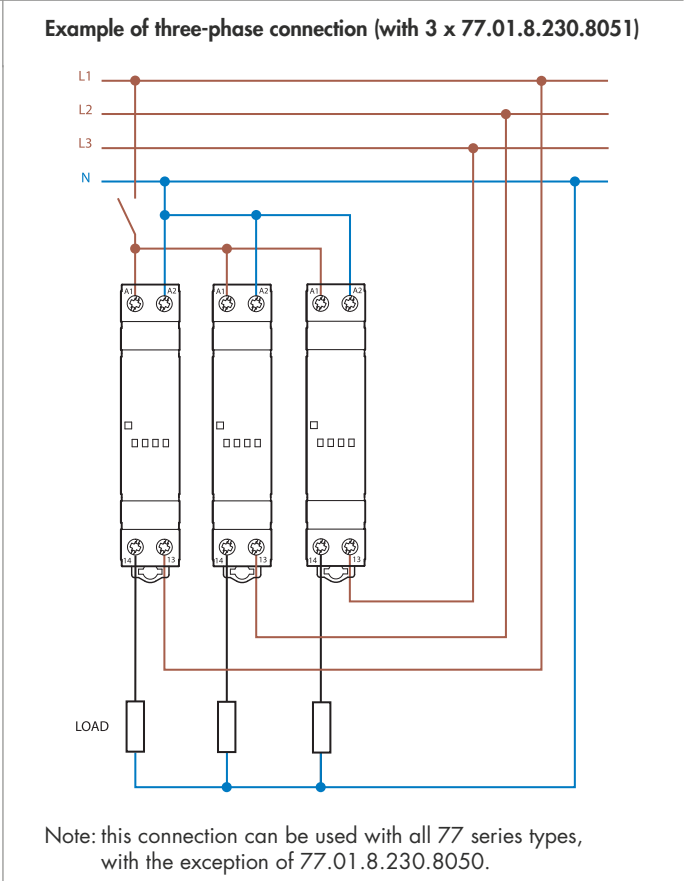 Example of three-phase connection (with 3 x 77.01.8.230.8051)
L1
L2
L3
N
A1 A2 A1 A2 A1 A2
14 13 14 13 14 13
LOAD
Note: this connection can be used with all 77 series types,
with the exception of 77.01.8.230.8050.